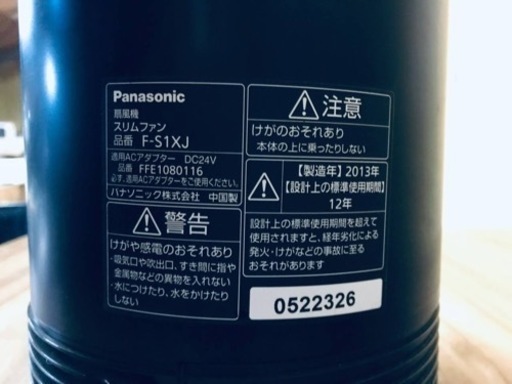 Panasonic
扇風機
スリムファン
品番 F-S1XJ
適用ACアダプター DC24V
品番 FFE1080116
必ず、適用ACアダプターをご使用ください。
パナソニック株式会社 中国製
警告
けがや感電のおそれあり
・吸気口や吹出口、すき間に指や
金属物などの異物を入れない
・水につけたり、水をかけたり
しない
注意
けがのおそれあり
本体の上に乗ったりしない
【製造年】2013年
【設計上の標準使用期間】
12年
設計上の標準使用期間を超えて
使用されますと、経年劣化による
発火・けがなどの事故に至る
おそれがあります
0522326